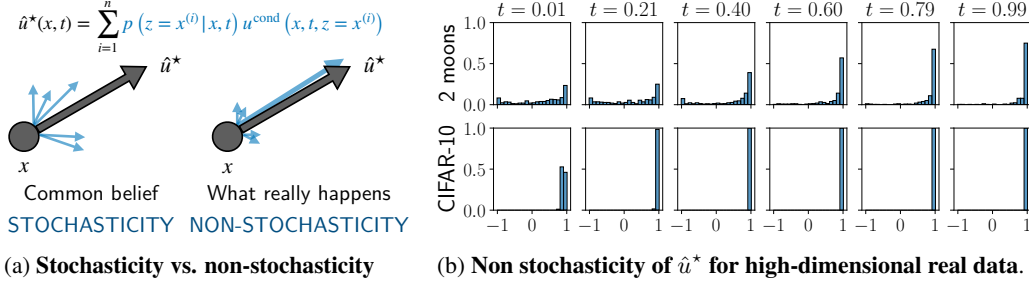 û*(x, t) = ∑ⁿᵢ₌₁ p (z = x⁽ⁱ⁾ | x, t) uᶜᵒⁿᵈ (x, t, z = x⁽ⁱ⁾)
û* û*
x x
Common belief What really happens
STOCHASTICITY NON-STOCHASTICITY
(a) Stochasticity vs. non-stochasticity
t = 0.01 t = 0.21 t = 0.40 t = 0.60 t = 0.79 t = 0.99
2 moons
1.0
0.5
0.0
CIFAR-10
1.0
0.5
0.0
−1 0 1 −1 0 1 −1 0 1 −1 0 1 −1 0 1 −1 0 1
(b) Non stochasticity of û* for high-dimensional real data.